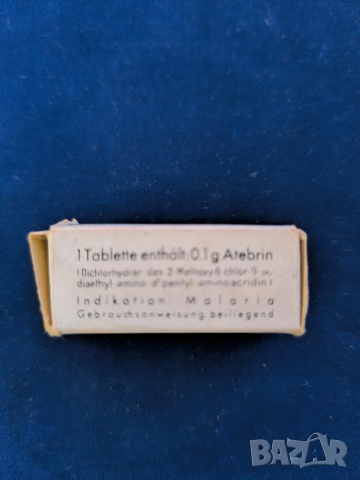 1 Tablette enthält 0,1 g Atebrin
(Dichlorhydrat des 2 Methoxy 6 chlor 9
diaethyl-amino pentyl-aminoacridin)
Indikation Malaria
Gebrauchsanweisung beiliegend
BAZAR
bg